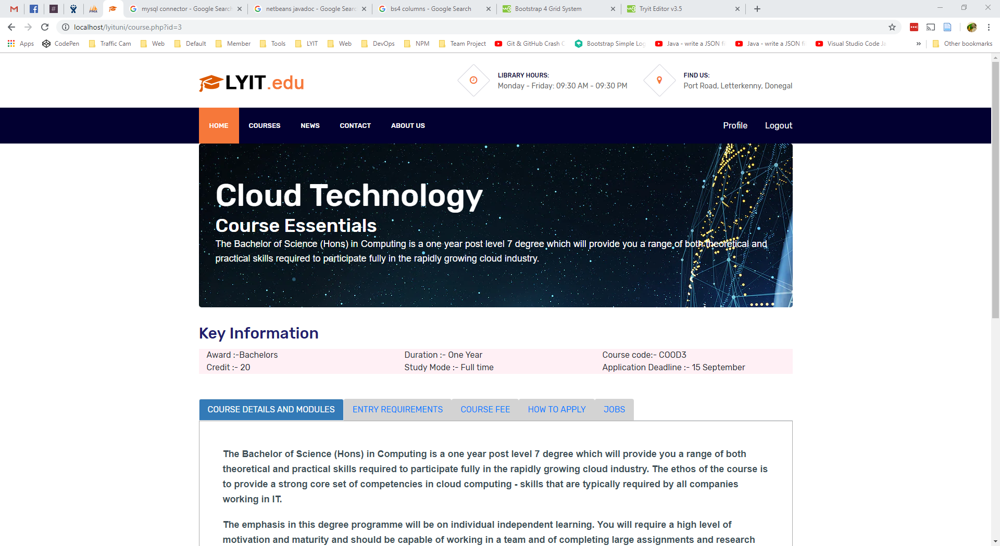 mysql connector - Google Searc
netbeans javadoc - Google Searc
bs4 columns - Google Search
Bootstrap 4 Grid System
Tryit Editor v3.5
localhost/lyituni/course.php?id=3
Apps
CodePen
Traffic Cam
Web
Default
Member
Tools
LYIT
Web
DevOps
NPM
Team Project
Git & GitHub Crash C
Bootstrap Simple Log
Java - write a JSON fi
Java - write a JSON fi
Visual Studio Code Ja
»
Other bookmarks
LYIT.edu
LIBRARY HOURS:
Monday - Friday: 09:30 AM - 09:30 PM
FIND US:
Port Road, Letterkenny, Donegal
HOME
COURSES
NEWS
CONTACT
ABOUT US
Profile
Logout
Cloud Technology
Course Essentials
The Bachelor of Science (Hons) in Computing is a one year post level 7 degree which will provide you a range of both theoretical and
practical skills required to participate fully in the rapidly growing cloud industry.
Key Information
Award :-Bachelors
Duration :- One Year
Course code:- COOD3
Credit :- 20
Study Mode :- Full time
Application Deadline :- 15 September
COURSE DETAILS AND MODULES
ENTRY REQUIREMENTS
COURSE FEE
HOW TO APPLY
JOBS
The Bachelor of Science (Hons) in Computing is a one year post level 7 degree which will provide you a range of both
theoretical and practical skills required to participate fully in the rapidly growing cloud industry. The ethos of the course is
to provide a strong core set of competencies in cloud computing - skills that are typically required by all companies
working in IT.
The emphasis in this degree programme will be on individual independent learning. You will require a high level of
motivation and maturity and should be capable of working in a team and of completing large assignments and research